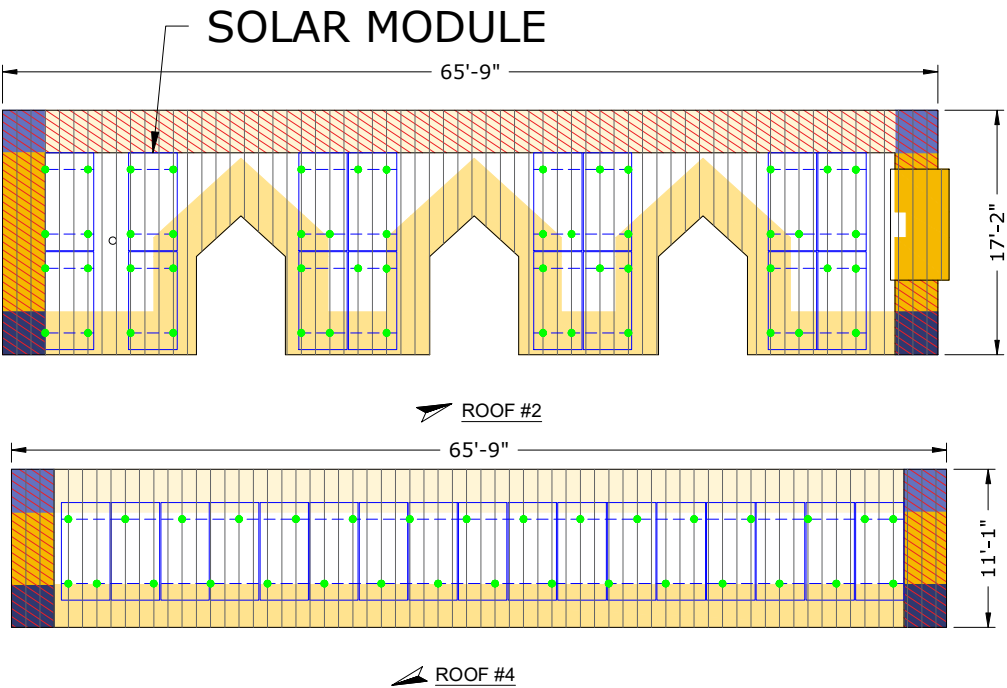 SOLAR MODULE
65'-9"
17'-2"
ROOF #2
65'-9"
11'-1"
ROOF #4